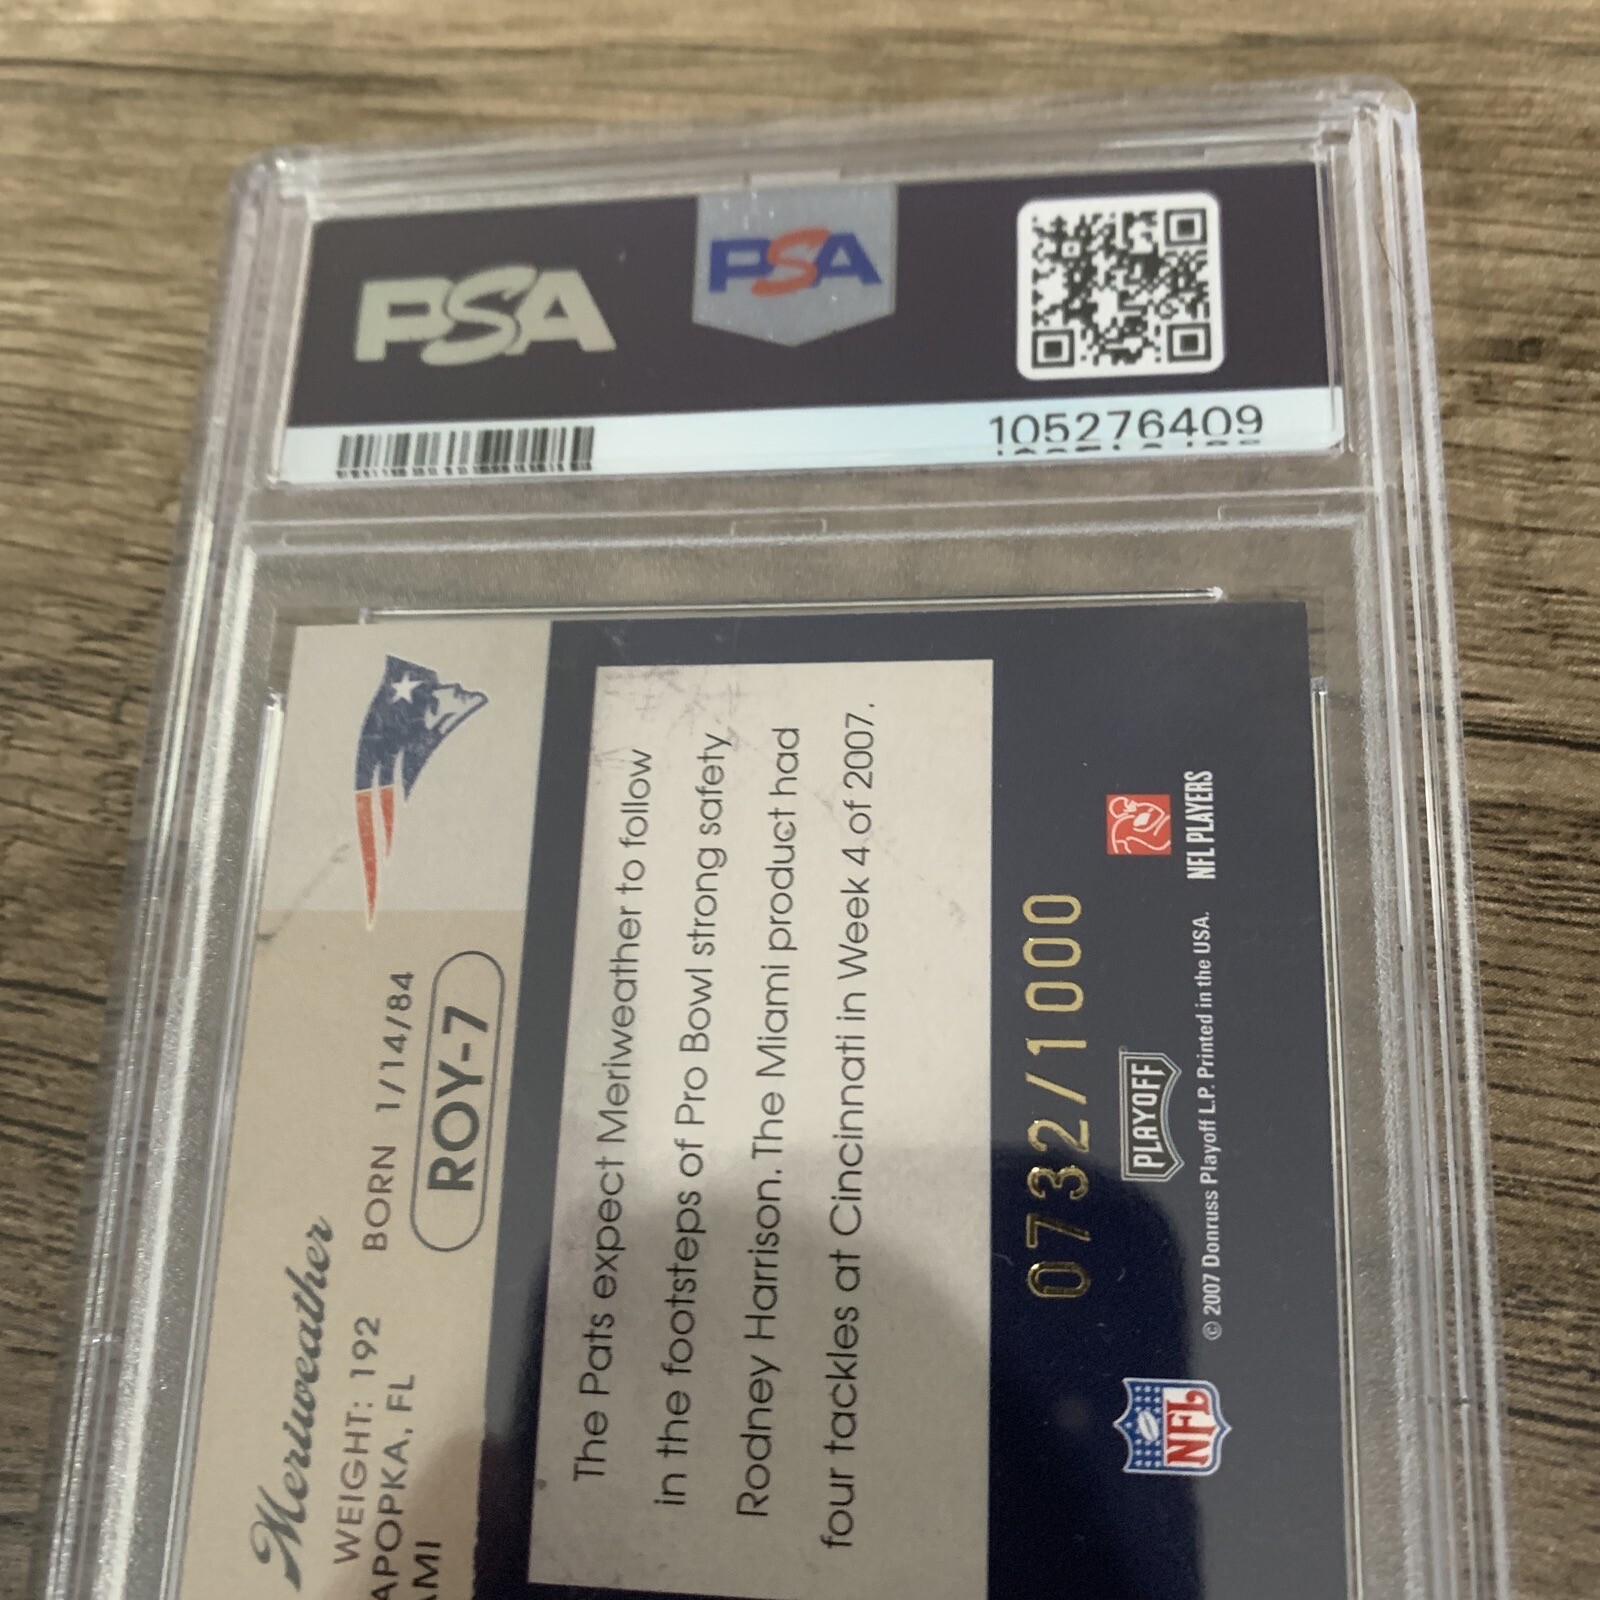 PSA
PSA
105276409
Meriweather
WEIGHT: 192 BORN 1/14/84
APOPKA, FL
AMI
ROY-7
The Pats expect Meriweather to follow
in the footsteps of Pro Bowl strong safety
Rodney Harrison. The Miami product had
four tackles at Cincinnati in Week 4 of 2007.
0732/1000
NFL PLAYOFF NFL PLAYERS
© 2007 Donruss Playoff L.P. Printed in the USA.